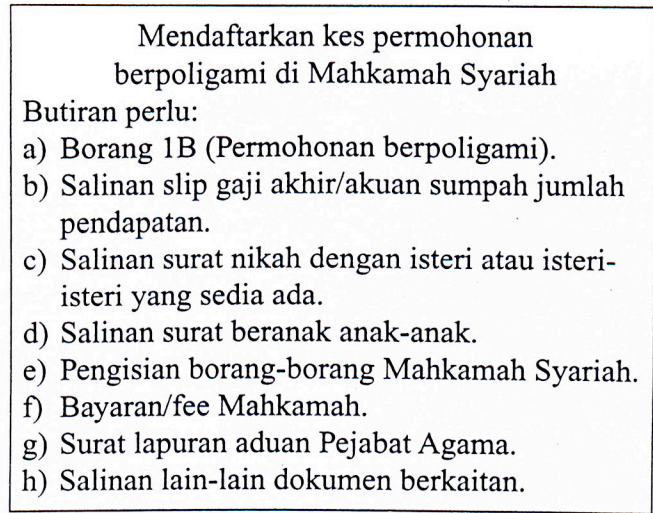 Mendaftarkan kes permohonan
berpoligami di Mahkamah Syariah
Butiran perlu:
a) Borang 1B (Permohonan berpoligami).
b) Salinan slip gaji akhir/akuan sumpah jumlah
pendapatan.
c) Salinan surat nikah dengan isteri atau isteri-
isteri yang sedia ada.
d) Salinan surat beranak anak-anak.
e) Pengisian borang-borang Mahkamah Syariah.
f) Bayaran/fee Mahkamah.
g) Surat lapuran aduan Pejabat Agama.
h) Salinan lain-lain dokumen berkaitan.